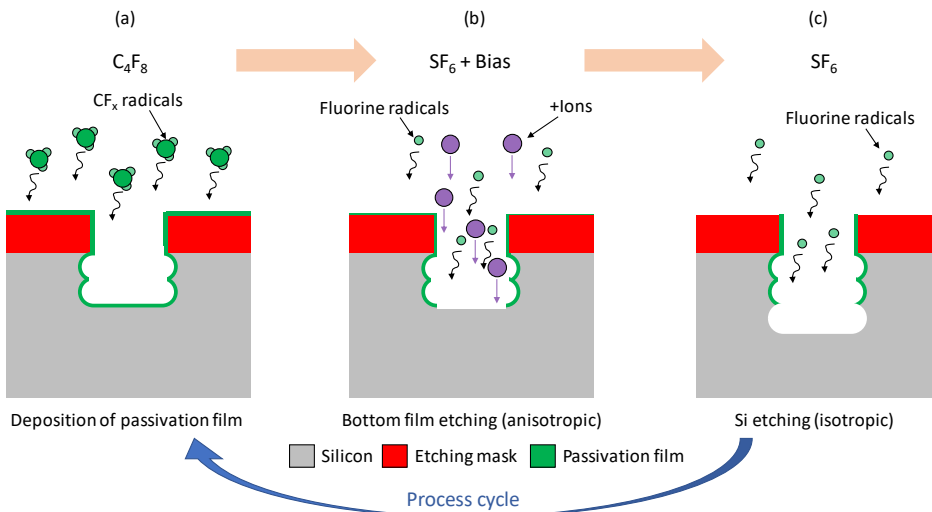 (a)
(b)
(c)
C₄F₈
SF₆ + Bias
SF₆
CFₓ radicals
Fluorine radicals
+Ions
Fluorine radicals
Deposition of passivation film
Bottom film etching (anisotropic)
Si etching (isotropic)
Silicon
Etching mask
Passivation film
Process cycle